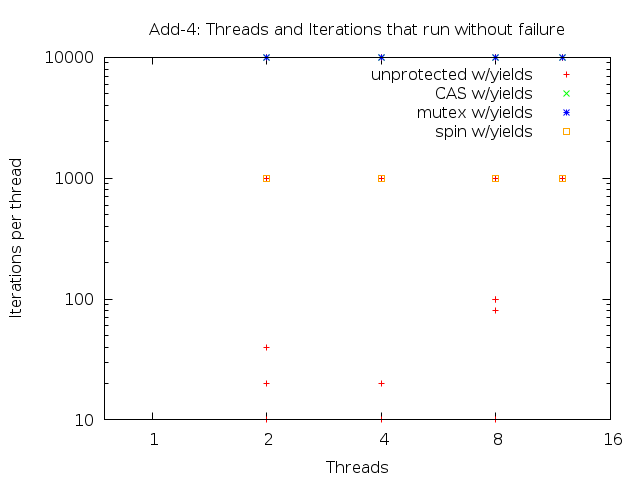 Add-4: Threads and Iterations that run without failure
10000
1000
100
10
Iterations per thread
unprotected w/yields
CAS w/yields
mutex w/yields
spin w/yields
1 2 4 8 16
Threads